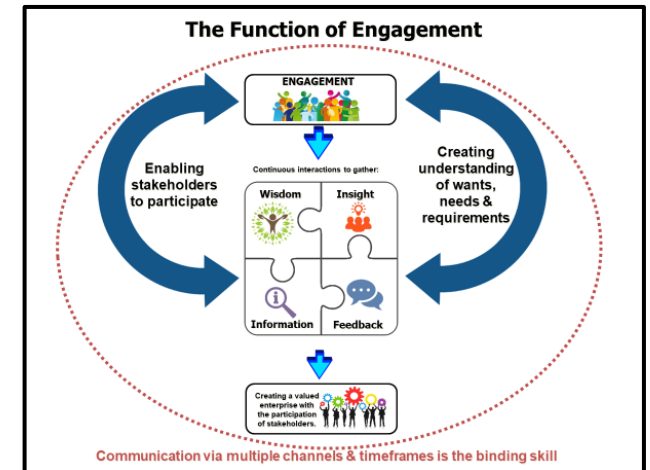 The Function of Engagement
ENGAGEMENT
Enabling
stakeholders
to participate
Creating
understanding
of wants,
needs &
requirements
Continuous interactions to gather:
Wisdom
Insight
Information
Feedback
Creating a valued
enterprise with
the participation
of stakeholders.
Communication via multiple channels & timeframes is the binding skill